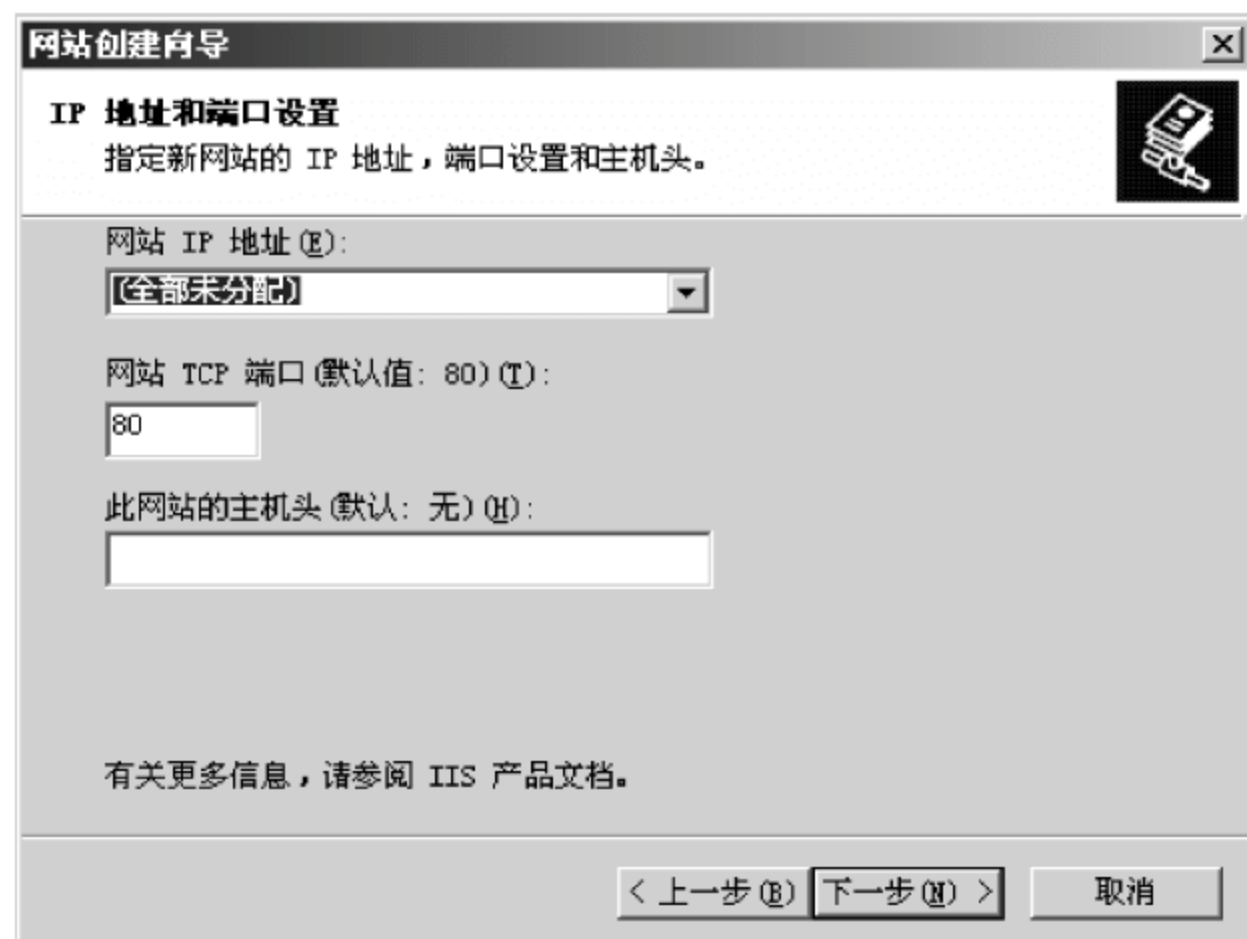 网站创建向导
IP 地址和端口设置
指定新网站的 IP 地址，端口设置和主机头。
网站 IP 地址(E):
(全部未分配)
网站 TCP 端口(默认值: 80)(T):
80
此网站的主机头(默认: 无)(H):
有关更多信息，请参阅 IIS 产品文档。
< 上一步(B) 下一步(N) > 取消